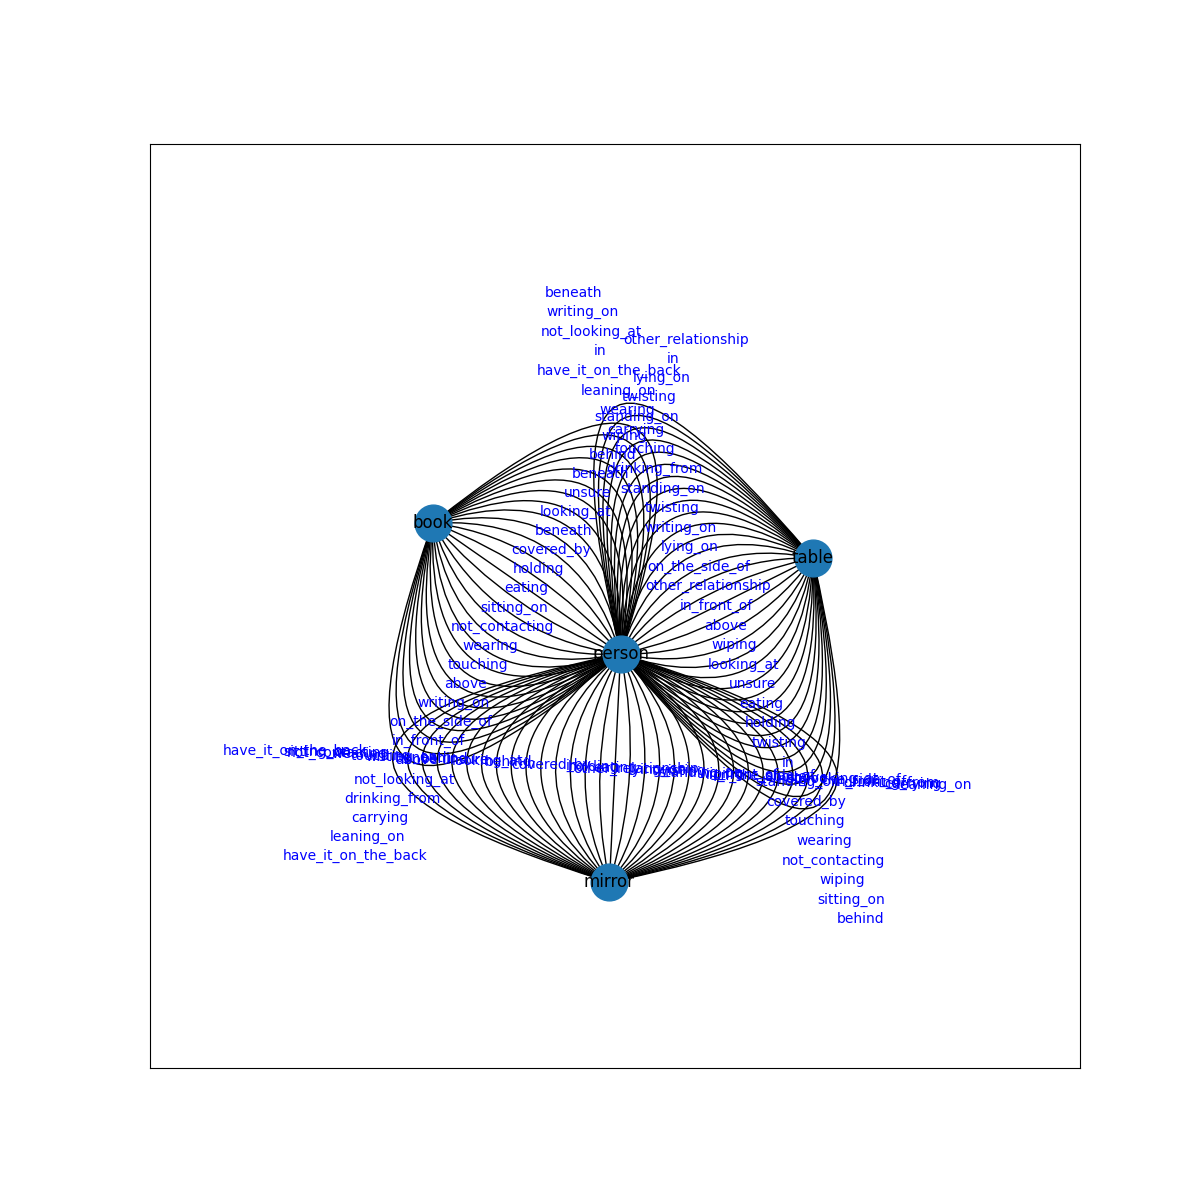 beneath
writing_on
not_looking_at
other_relationship
in
in
have_it_on_the_back
lying_on
leaning_on
twisting
wearing
standing_on
carrying
wiping
touching
behind
drinking_from
beneath
standing_on
unsure
twisting
looking_at
book
writing_on
beneath
lying_on
covered_by
table
on_the_side_of
holding
other_relationship
eating
in_front_of
sitting_on
above
not_contacting
wiping
wearing
person
looking_at
touching
unsure
above
eating
writing_on
holding
on_the_side_of
twisting
in_front_of
have_it_on_the_back
in
not_looking_at
leaning_on
drinking_from
covered_by
carrying
touching
leaning_on
wearing
have_it_on_the_back
not_contacting
mirror
wiping
sitting_on
behind